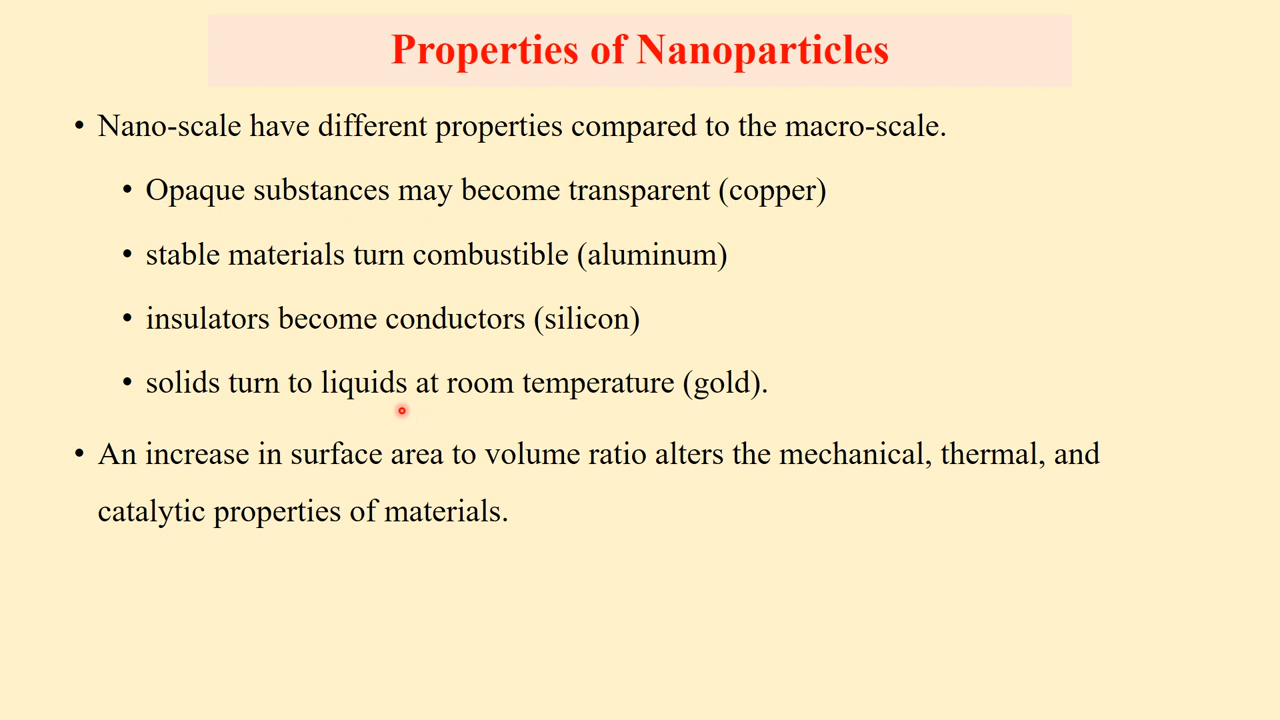 Properties of Nanoparticles
• Nano-scale have different properties compared to the macro-scale.
• Opaque substances may become transparent (copper)
• stable materials turn combustible (aluminum)
• insulators become conductors (silicon)
• solids turn to liquids at room temperature (gold).
• An increase in surface area to volume ratio alters the mechanical, thermal, and
catalytic properties of materials.